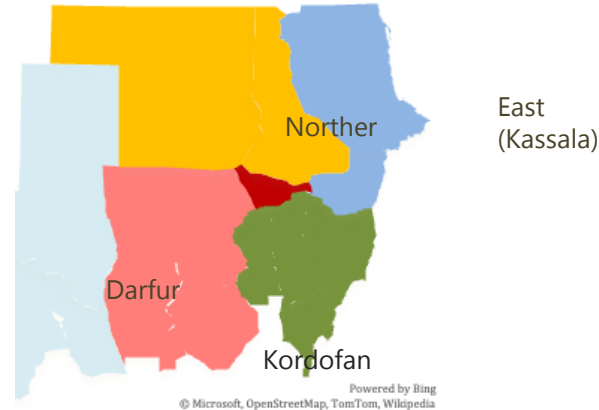 Norther
East
(Kassala)
Darfur
Kordofan
Powered by Bing
© Microsoft, OpenStreetMap, TomTom, Wikipedia